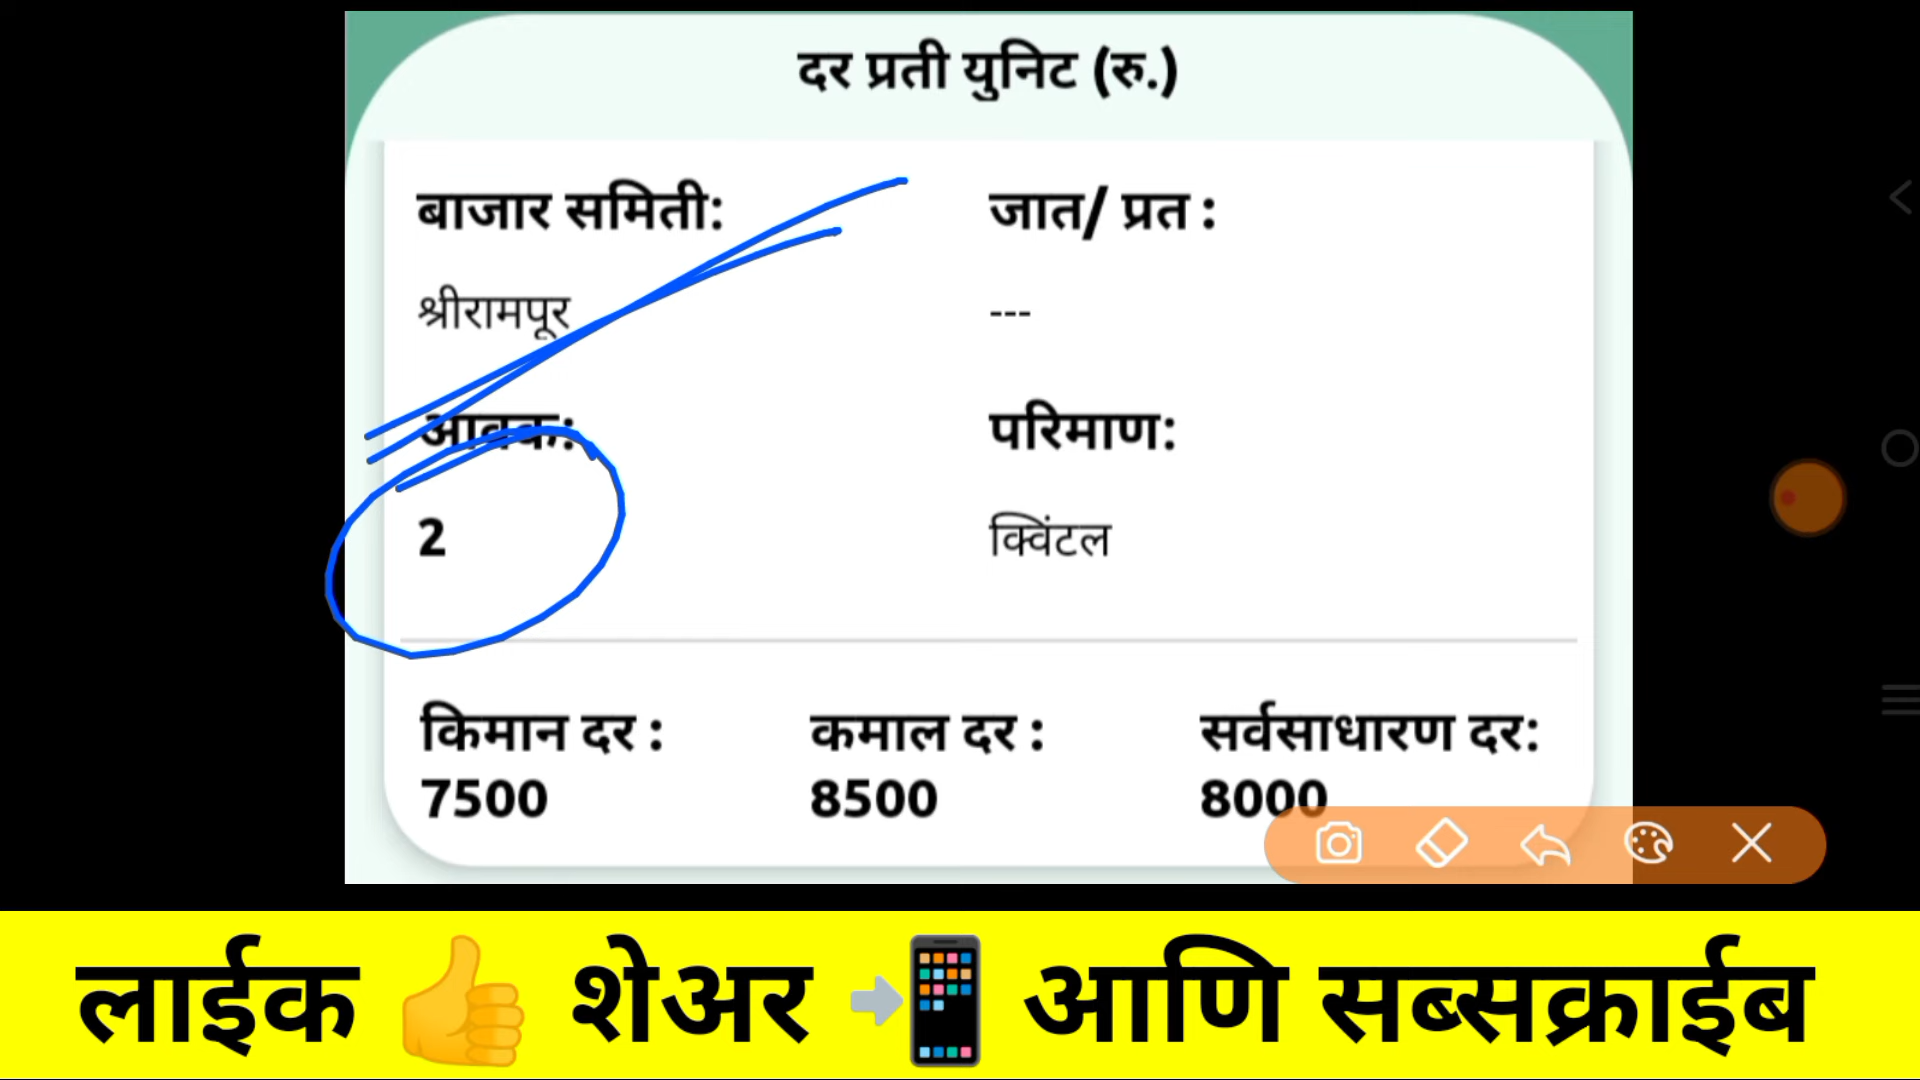 दर प्रती युनिट (रु.)
बाजार समिती:
जात/ प्रत :
श्रीरामपूर
---
आवक:
परिमाण:
2
क्विंटल
किमान दर :
कमाल दर :
सर्वसाधारण दर:
7500
8500
8000
लाईक 👍 शेअर 📲 आणि सब्सक्राईब